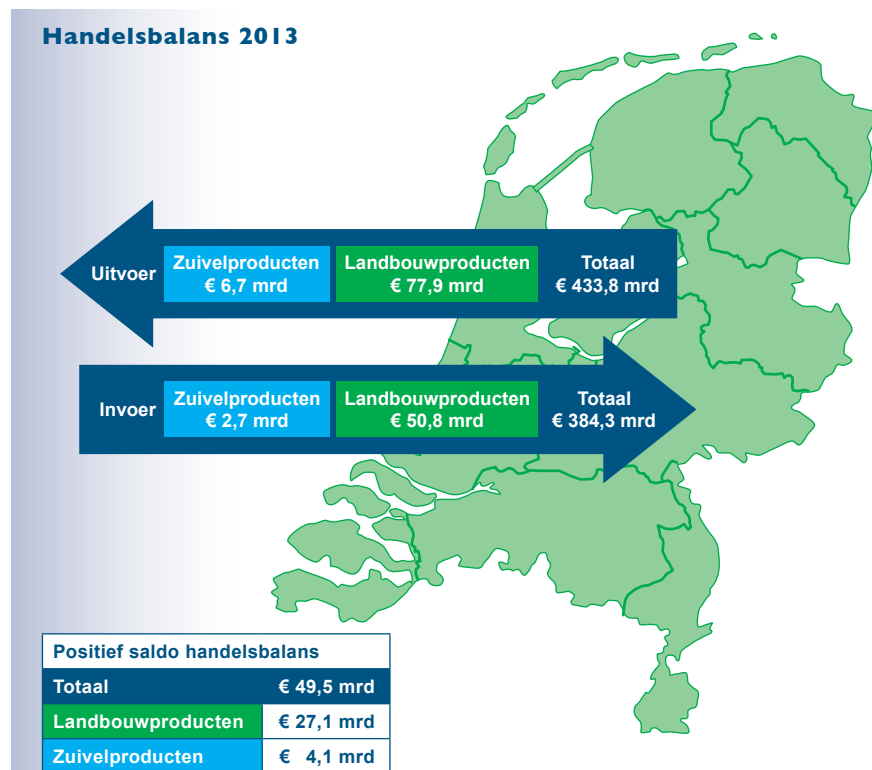 Handelsbalans 2013
Uitvoer
Zuivelproducten
€ 6,7 mrd
Landbouwproducten
€ 77,9 mrd
Totaal
€ 433,8 mrd
Invoer
Zuivelproducten
€ 2,7 mrd
Landbouwproducten
€ 50,8 mrd
Totaal
€ 384,3 mrd
Positief saldo handelsbalans
Totaal € 49,5 mrd
Landbouwproducten € 27,1 mrd
Zuivelproducten € 4,1 mrd